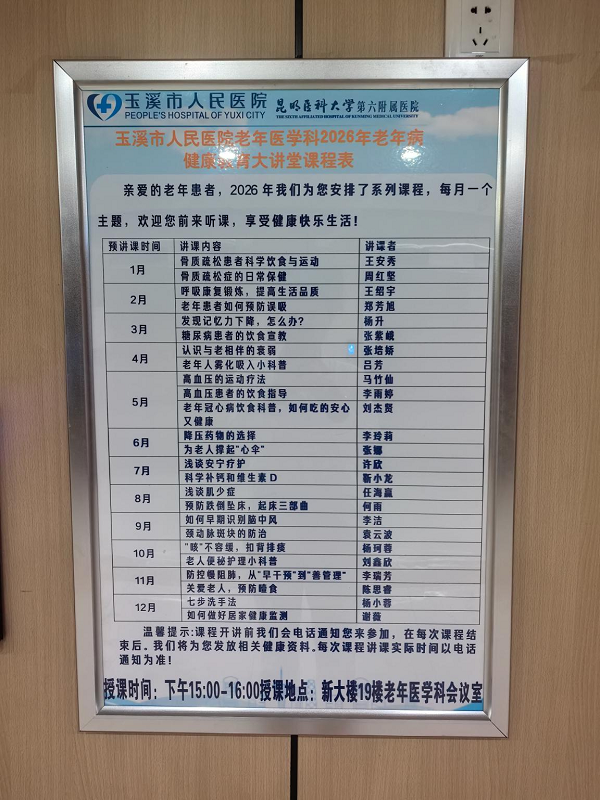 玉溪市人民医院 昆明医科大学第六附属医院
PEOPLE'S HOSPITAL OF YUXI CITY THE SIXTH AFFILIATED HOSPITAL OF KUNMING MEDICAL UNIVERSITY
玉溪市人民医院老年医学科2026年老年病
健康教育大讲堂课程表
亲爱的老年患者，2026年我们为您安排了系列课程，每月一个
主题，欢迎您前来听课，享受健康快乐生活！
预讲课时间 讲课内容 讲课者
1月 骨质疏松患者科学饮食与运动 王安秀
骨质疏松症的日常保健 周红坚
2月 呼吸康复锻炼，提高生活品质 王绍宇
老年患者如何预防误吸 郑芳旭
3月 发现记忆力下降，怎么办？ 杨升
糖尿病患者的饮食宣教 张紫峨
4月 认识与老相伴的衰弱 张培娇
老年人雾化吸入小科普 吕芳
5月 高血压的运动疗法 马竹仙
高血压患者的饮食指导 李雨婷
老年冠心病饮食科普，如何吃的安心 刘杰贤
又健康
6月 降压药物的选择 李玲莉
为老人撑起"心伞" 张娜
7月 浅谈安宁疗护 许欣
科学补钙和维生素D 靳小龙
8月 浅谈肌少症 任海赢
预防跌倒坠床，起床三部曲 何雨
9月 如何早期识别脑中风 李洁
颈动脉斑块的防治 袁云波
10月 "咳"不容缓，扣背排痰 杨珂蓉
老人便秘护理小科普 刘鑫欣
11月 防控慢阻肺，从"早干预"到"善管理" 李瑞芳
关爱老人，预防噎食 陈思睿
12月 七步洗手法 杨小蓉
如何做好居家健康监测 谢薇
温馨提示：课程开讲前我们会电话通知您来参加，在每次课程结
束后。我们将为您发放相关健康资料。每次课程讲课实际时间以电话
通知为准！
授课时间：下午15:00-16:00授课地点：新大楼19楼老年医学科会议室